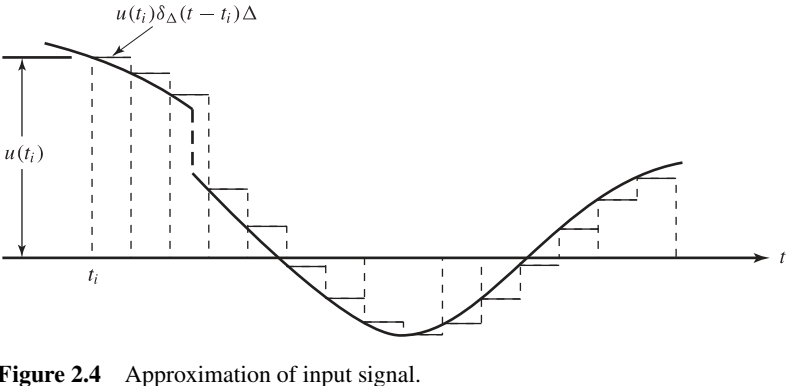 u(t_i)δ_Δ(t − t_i)Δ
u(t_i)
t
t_i
Figure 2.4 Approximation of input signal.